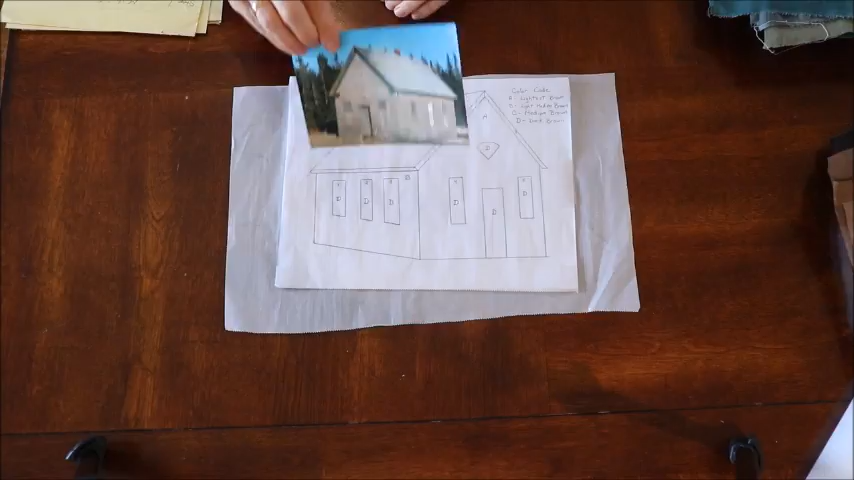 Color Code
A - Lightest Brown
B - Light Medium Brown
C - Medium Brown
D - Dark Brown
A
D
B
D
D
D
D
D
D